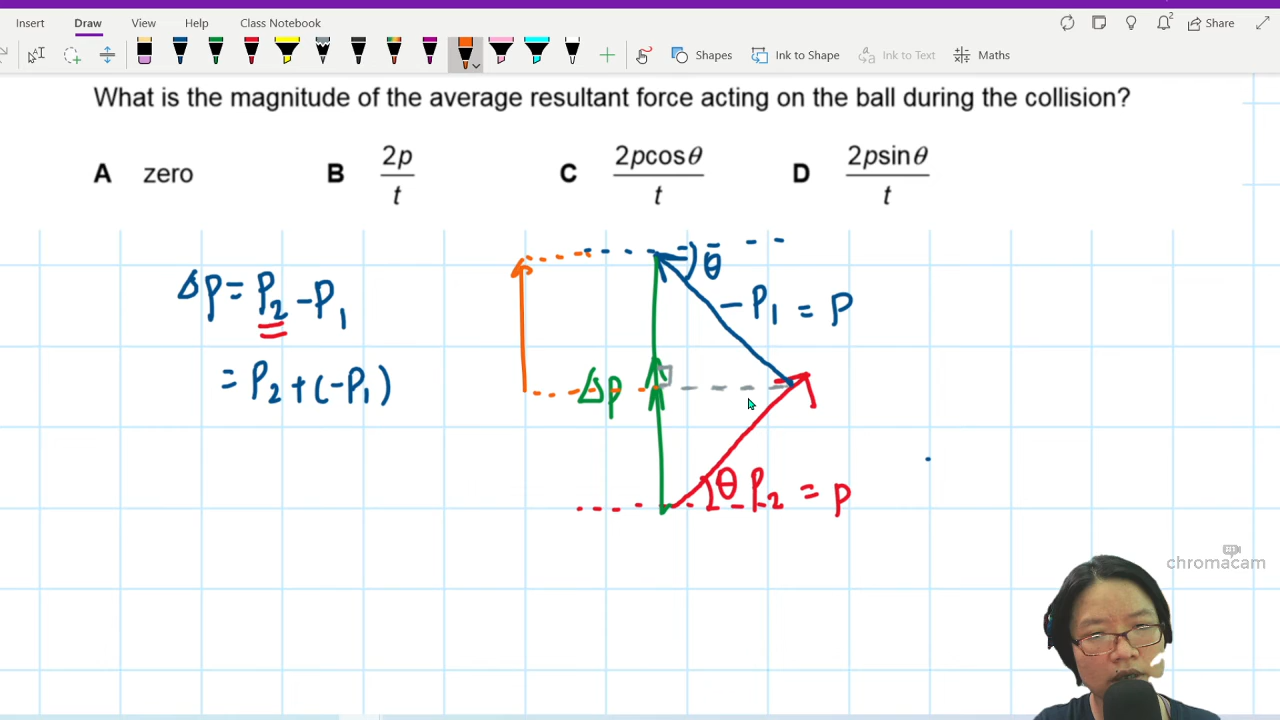 Insert Draw View Help Class Notebook Share
Shapes Ink to Shape Ink to Text Maths
What is the magnitude of the average resultant force acting on the ball during the collision?
A zero B 2p/t C 2pcosθ/t D 2psinθ/t
Δp = P₂ - P₁
= P₂ + (-P₁)
θ
-P₁ = P
Δp
θ P₂ = p
chromacam